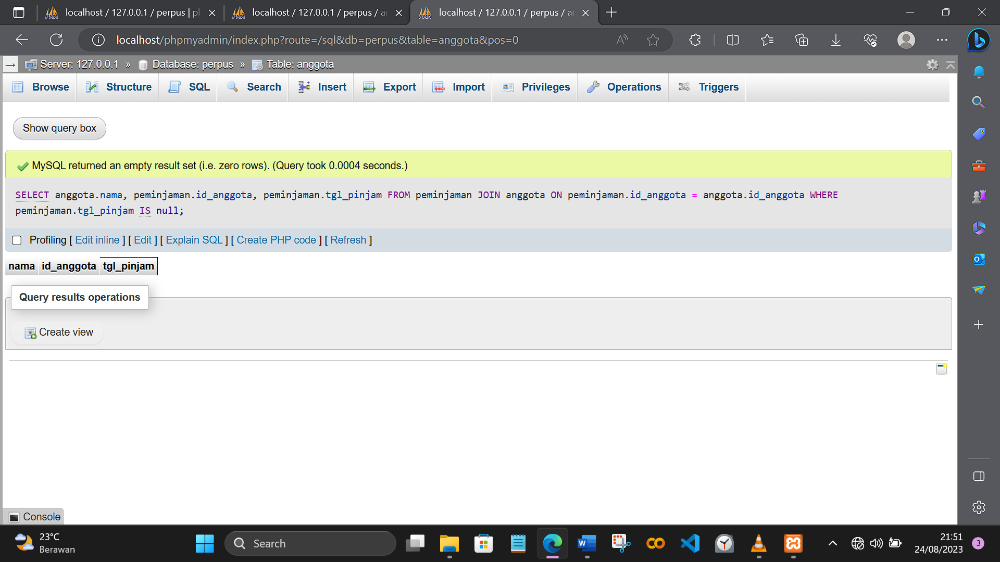 localhost / 127.0.0.1 / perpus | ph
localhost / 127.0.0.1 / perpus / an
localhost / 127.0.0.1 / perpus / an
localhost/phpmyadmin/index.php?route=/sql&db=perpus&table=anggota&pos=0
→ Server: 127.0.0.1 » Database: perpus » Table: anggota
Browse Structure SQL Search Insert Export Import Privileges Operations Triggers
Show query box
MySQL returned an empty result set (i.e. zero rows). (Query took 0.0004 seconds.)
SELECT anggota.nama, peminjaman.id_anggota, peminjaman.tgl_pinjam FROM peminjaman JOIN anggota ON peminjaman.id_anggota = anggota.id_anggota WHERE
peminjaman.tgl_pinjam IS null;
Profiling [ Edit inline ] [ Edit ] [ Explain SQL ] [ Create PHP code ] [ Refresh ]
nama id_anggota tgl_pinjam
Query results operations
Create view
Console
23°C
Berawan
Search
21:51
24/08/2023
3